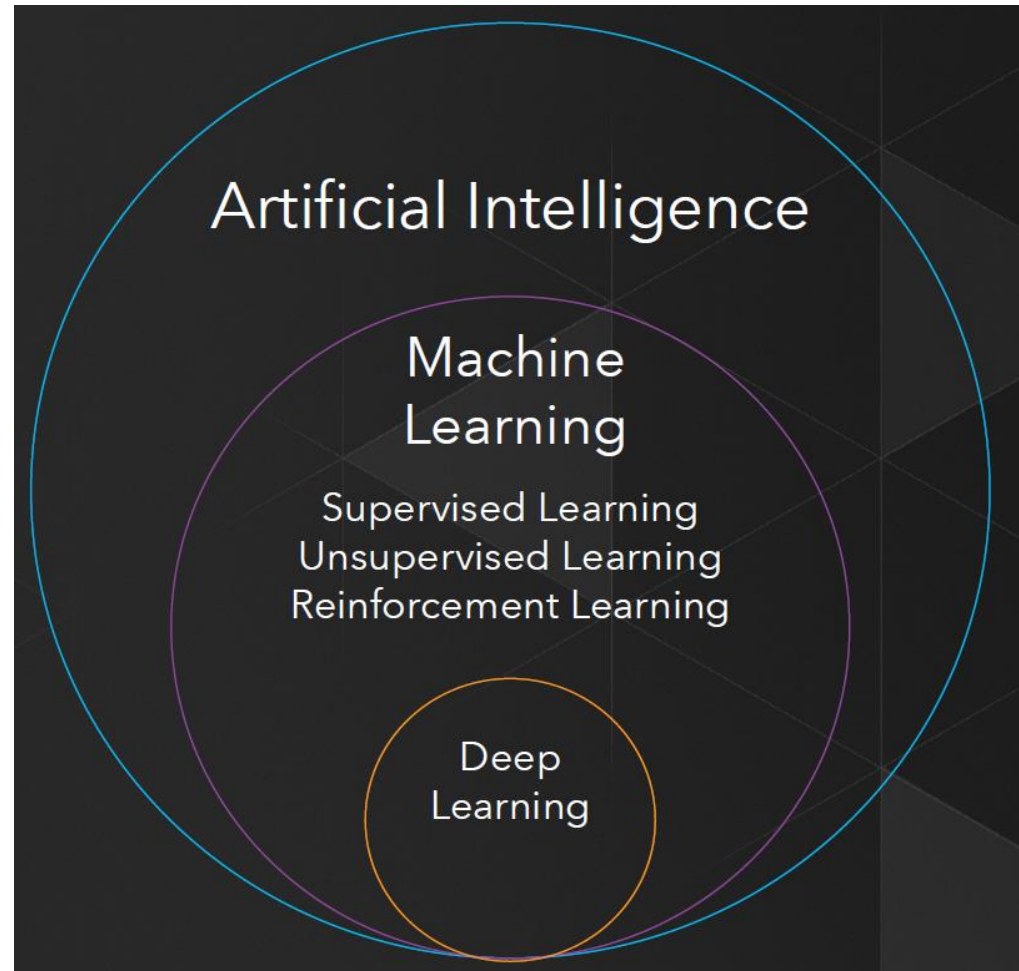 Artificial Intelligence
Machine
Learning
Supervised Learning
Unsupervised Learning
Reinforcement Learning
Deep
Learning